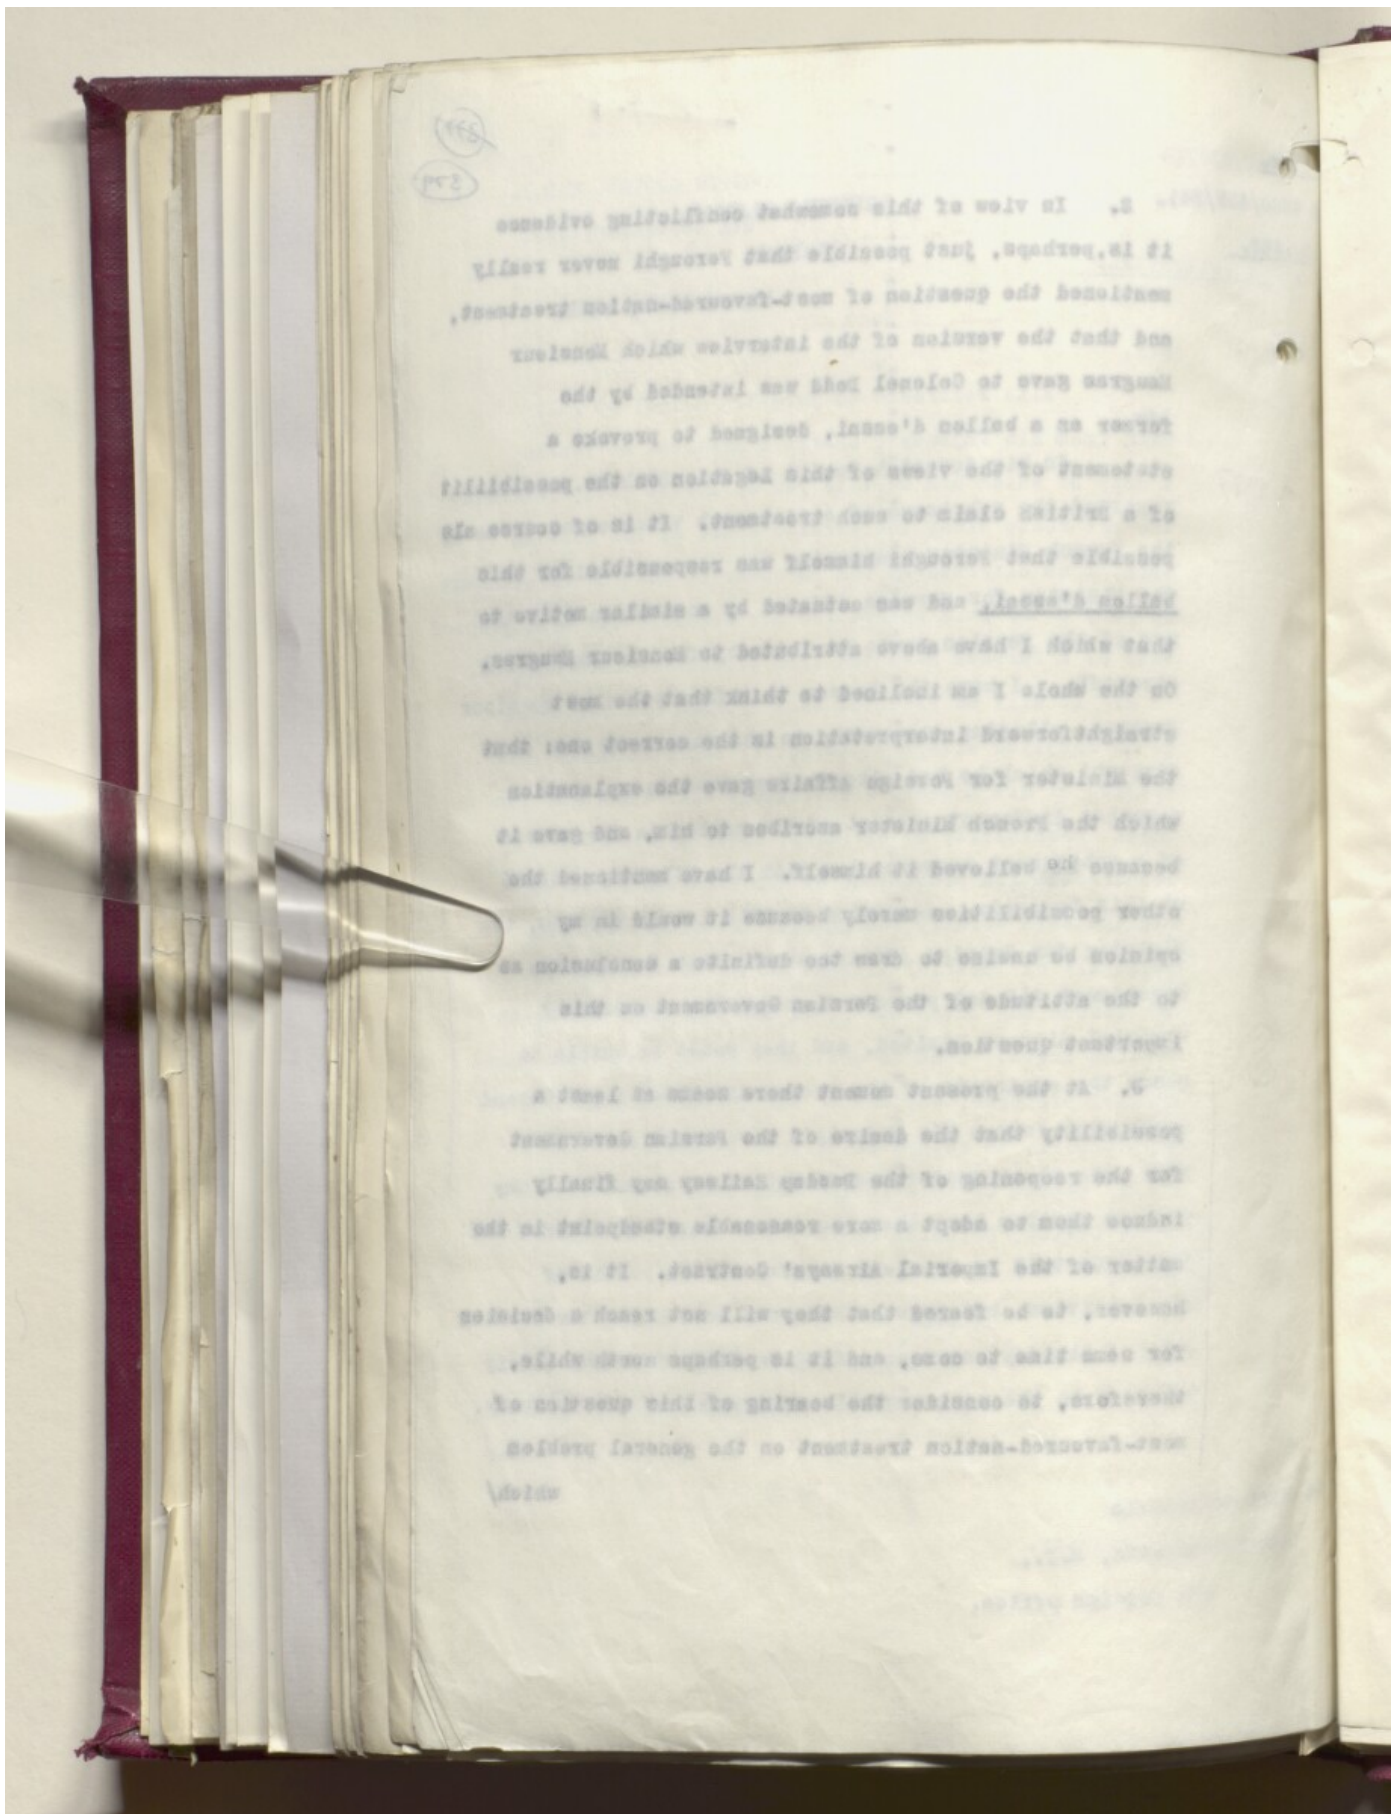 2. In view of this somewhat conflicting evidence
it is, perhaps, just possible that Feroughi never really
mentioned the question of most-favoured-nation treatment,
and that the version of the interview which Monsieur
Maugras gave to Colonel Dodd was intended by the
former as a ballon d'essai, designed to provoke a
statement of the views of this Legation on the possibiliti
of a British claim to such treatment. It is of course als
possible that Feroughi himself was responsible for this
ballon d'essai, and was actuated by a similar motive to
that which I have above attributed to Monsieur Maugras.
On the whole I am inclined to think that the most
straightforward interpretation is the correct one: that
the Minister for Foreign Affairs gave the explanation
which the French Minister ascribes to him, and gave it
because he believed it himself. I have mentioned the
other possibilities merely because it would in my
opinion be unwise to draw too definite a conclusion as
to the attitude of the Persian Government on this
important question.
3. At the present moment there seems at least a
possibility that the desire of the Persian Government
for the reopening of the Duzdap Railway may finally
induce them to adopt a more reasonable standpoint in the
matter of the Imperial Airways' Contract. It is,
however, to be feared that they will not reach a decision
for some time to come, and it is perhaps worth while,
therefore, to consider the bearing of this question of
most-favoured-nation treatment on the general problem
which/